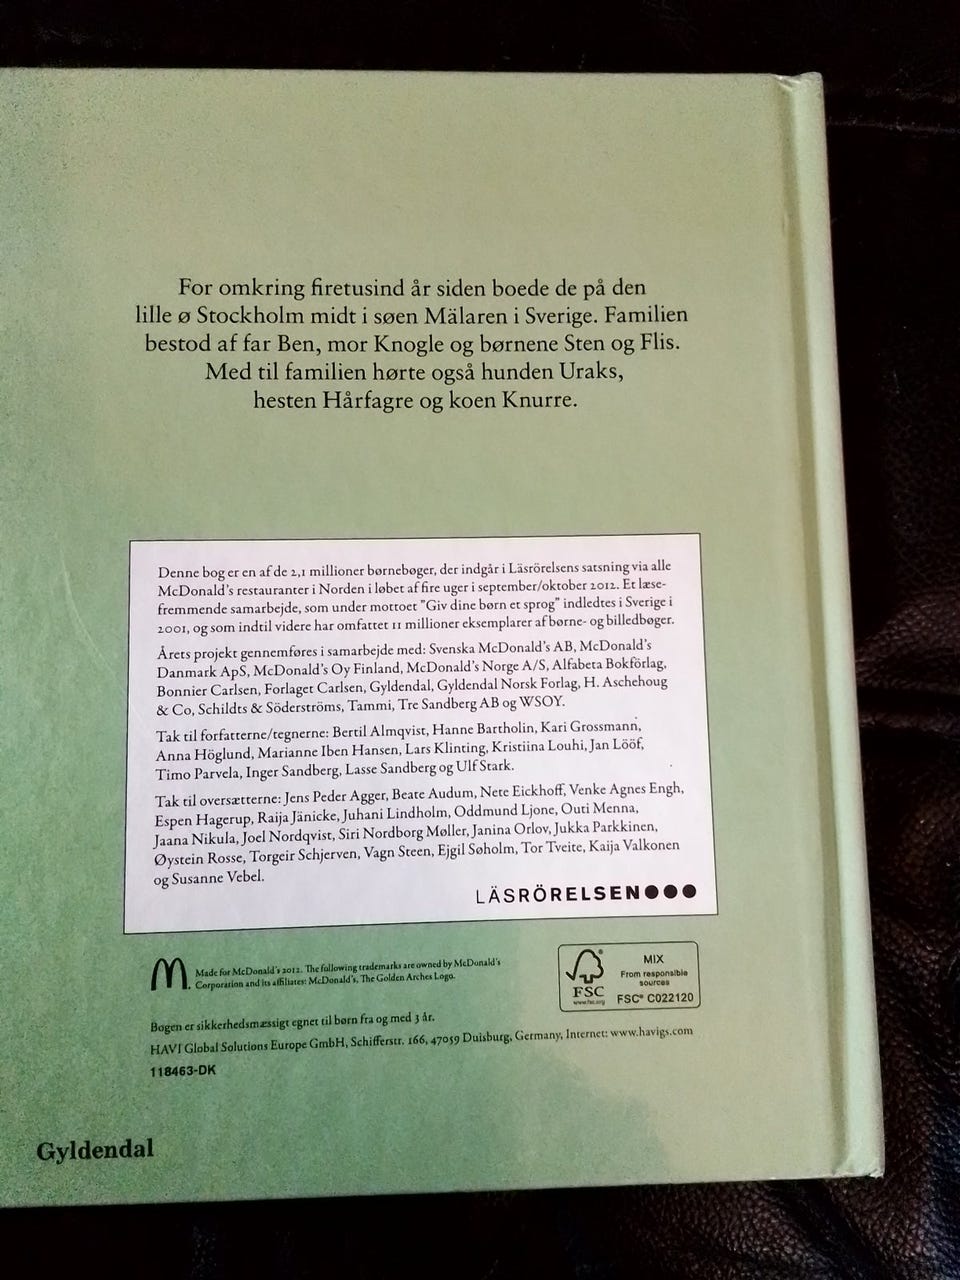 For omkring firetusind år siden boede de på den
lille ø Stockholm midt i søen Mälaren i Sverige. Familien
bestod af far Ben, mor Knogle og børnene Sten og Flis.
Med til familien hørte også hunden Uraks,
hesten Hårfagre og koen Knurre.
Denne bog er en af de 2,1 millioner børnebøger, der indgår i Läsrörelsens satsning via alle
McDonald's restauranter i Norden i løbet af fire uger i september/oktober 2012. Et læse-
fremmende samarbejde, som under mottoet "Giv dine børn et sprog" indledtes i Sverige i
2001, og som indtil videre har omfattet 11 millioner eksemplarer af børne- og billedbøger.
Årets projekt gennemføres i samarbejde med: Svenska McDonald's AB, McDonald's
Danmark ApS, McDonald's Oy Finland, McDonald's Norge A/S, Alfabeta Bokförlag,
Bonnier Carlsen, Forlaget Carlsen, Gyldendal, Gyldendal Norsk Forlag, H. Aschehoug
& Co, Schildts & Söderströms, Tammi, Tre Sandberg AB og WSOY.
Tak til forfatterne/tegnerne: Bertil Almqvist, Hanne Bartholin, Kari Grossmann,
Anna Höglund, Marianne Iben Hansen, Lars Klinting, Kristiina Louhi, Jan Lööf,
Timo Parvela, Inger Sandberg, Lasse Sandberg og Ulf Stark.
Tak til oversætterne: Jens Peder Agger, Beate Audum, Nete Eickhoff, Venke Agnes Engh,
Espen Hagerup, Raija Jänicke, Juhani Lindholm, Oddmund Ljone, Outi Menna,
Jaana Nikula, Joel Nordqvist, Siri Nordborg Møller, Janina Orlov, Jukka Parkkinen,
Øystein Rosse, Torgeir Schjerven, Vagn Steen, Ejgil Søholm, Tor Tveite, Kaija Valkonen
og Susanne Vebel.
LÄSRÖRELSEN●●●
Made for McDonald's 2012. The following trademarks are owned by McDonald's
Corporation and its affiliates: McDonald's, The Golden Arches Logo.
FSC
www.fsc.org
MIX
From responsible
sources
FSC® C022120
Bogen er sikkerhedsmæssigt egnet til børn fra og med 3 år.
HAVI Global Solutions Europe GmbH, Schifferstr. 166, 47059 Duisburg, Germany, Internet: www.havigs.com
118463-DK
Gyldendal